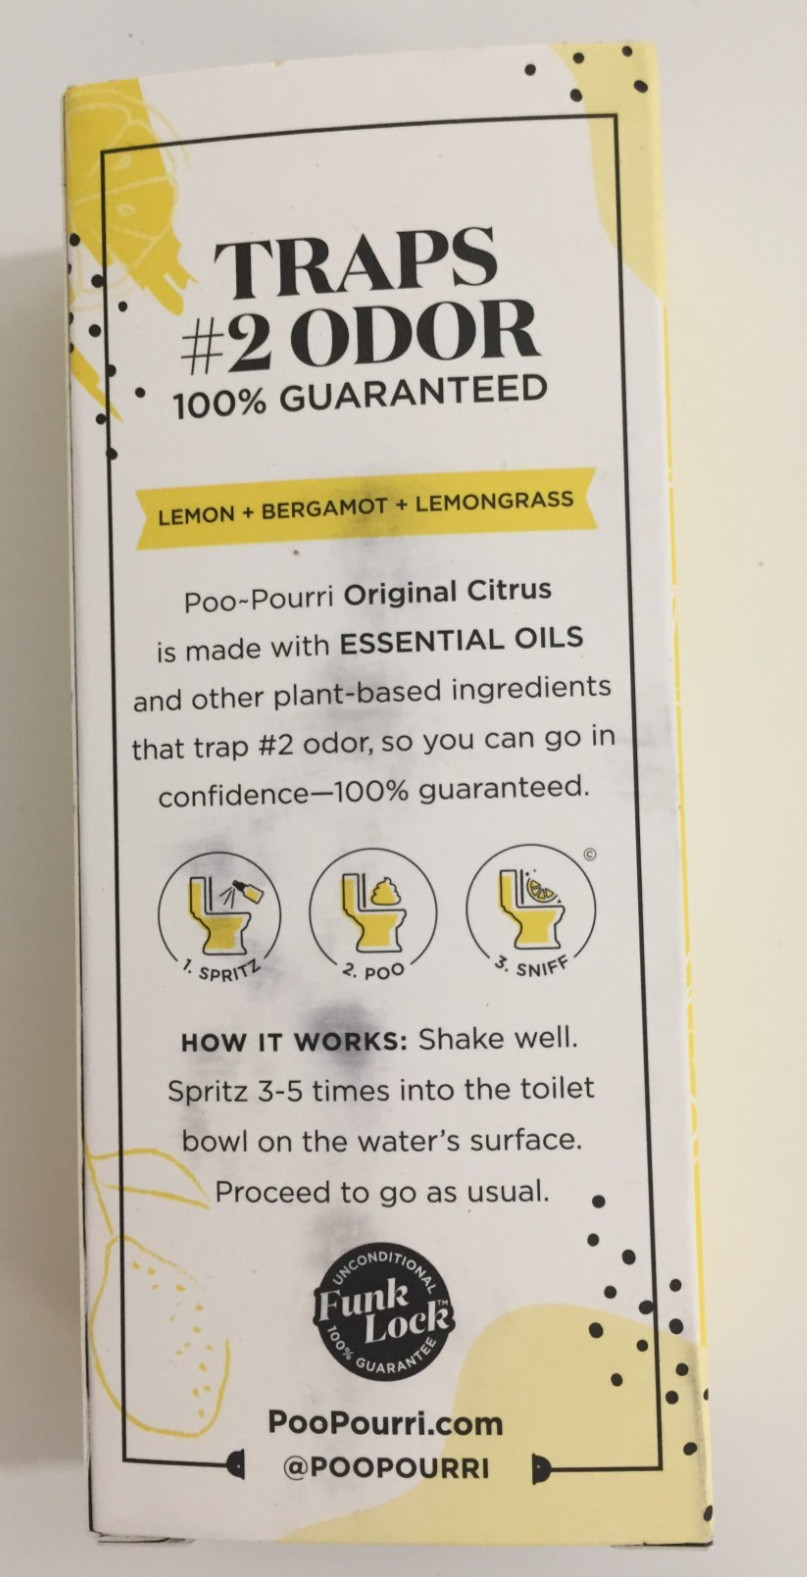 TRAPS
#2 ODOR
100% GUARANTEED
LEMON + BERGAMOT + LEMONGRASS
Poo~Pourri Original Citrus
is made with ESSENTIAL OILS
and other plant-based ingredients
that trap #2 odor, so you can go in
confidence—100% guaranteed.
©
1. SPRITZ
2. POO
3. SNIFF
HOW IT WORKS: Shake well.
Spritz 3-5 times into the toilet
bowl on the water's surface.
Proceed to go as usual.
UNCONDITIONAL
Funk
Lock™
100% GUARANTEE
PooPourri.com
@POOPOURRI